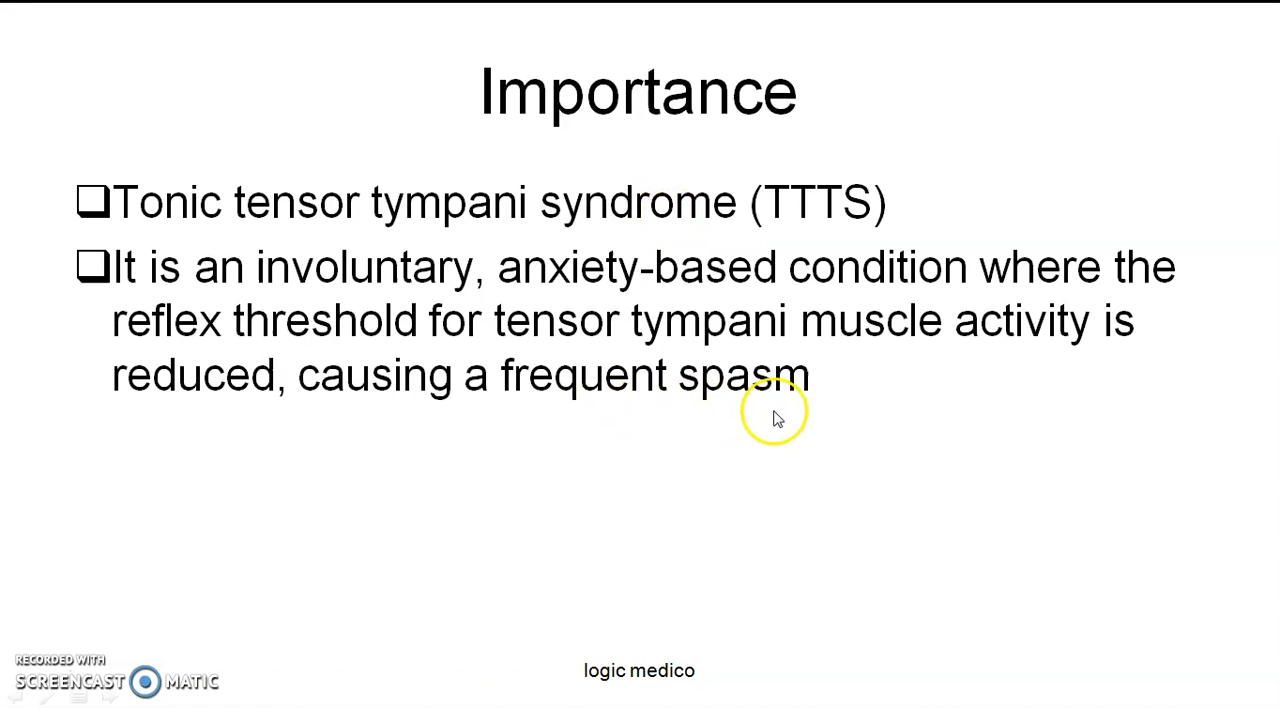 Importance
❑Tonic tensor tympani syndrome (TTTS)
❑It is an involuntary, anxiety-based condition where the
reflex threshold for tensor tympani muscle activity is
reduced, causing a frequent spasm
RECORDED WITH
SCREENCAST MATIC
logic medico